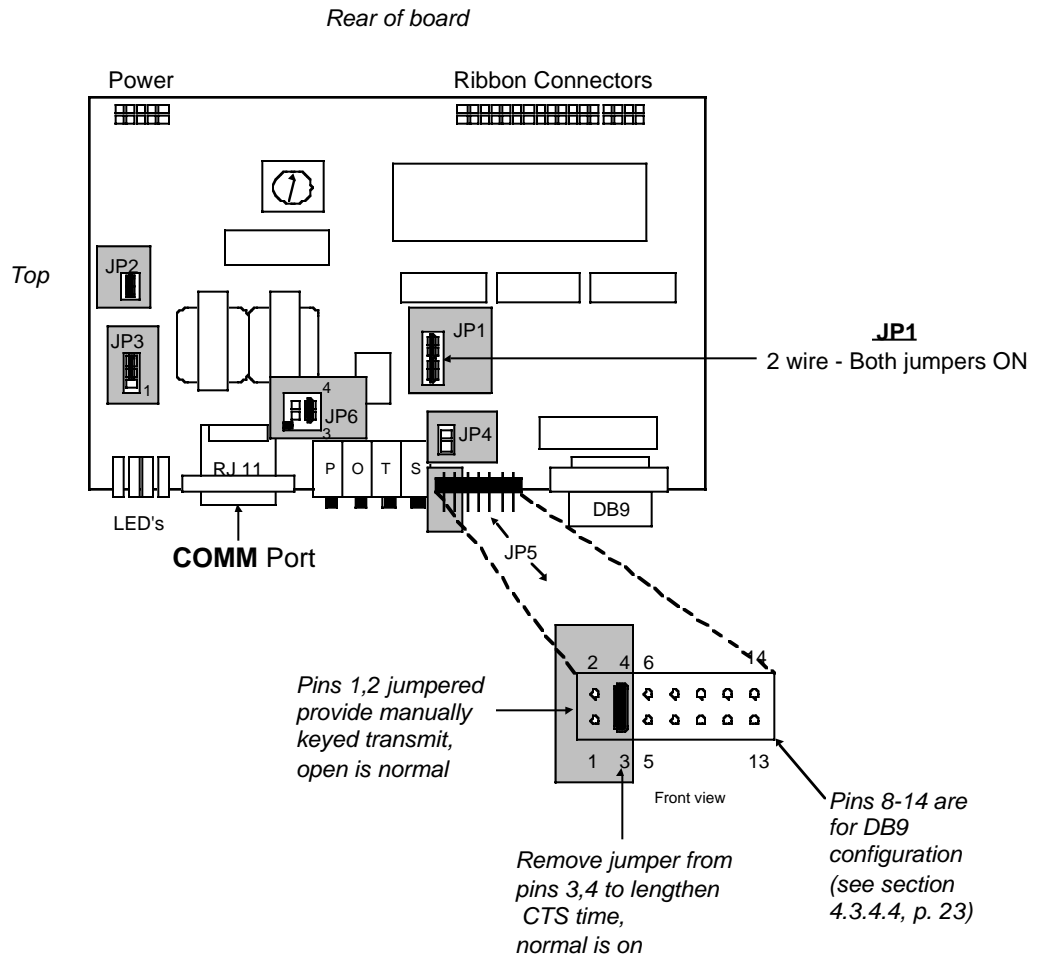 Rear of board
Power
Ribbon Connectors
Top
JP2
JP3
1
JP1
JP1
2 wire - Both jumpers ON
4
JP6
3
JP4
RJ 11
P O T S
DB9
LED's
COMM Port
JP5
2 4 6 14
1 3 5 13
Front view
Pins 1,2 jumpered
provide manually
keyed transmit,
open is normal
Remove jumper from
pins 3,4 to lengthen
CTS time,
normal is on
Pins 8-14 are
for DB9
configuration
(see section
4.3.4.4, p. 23)